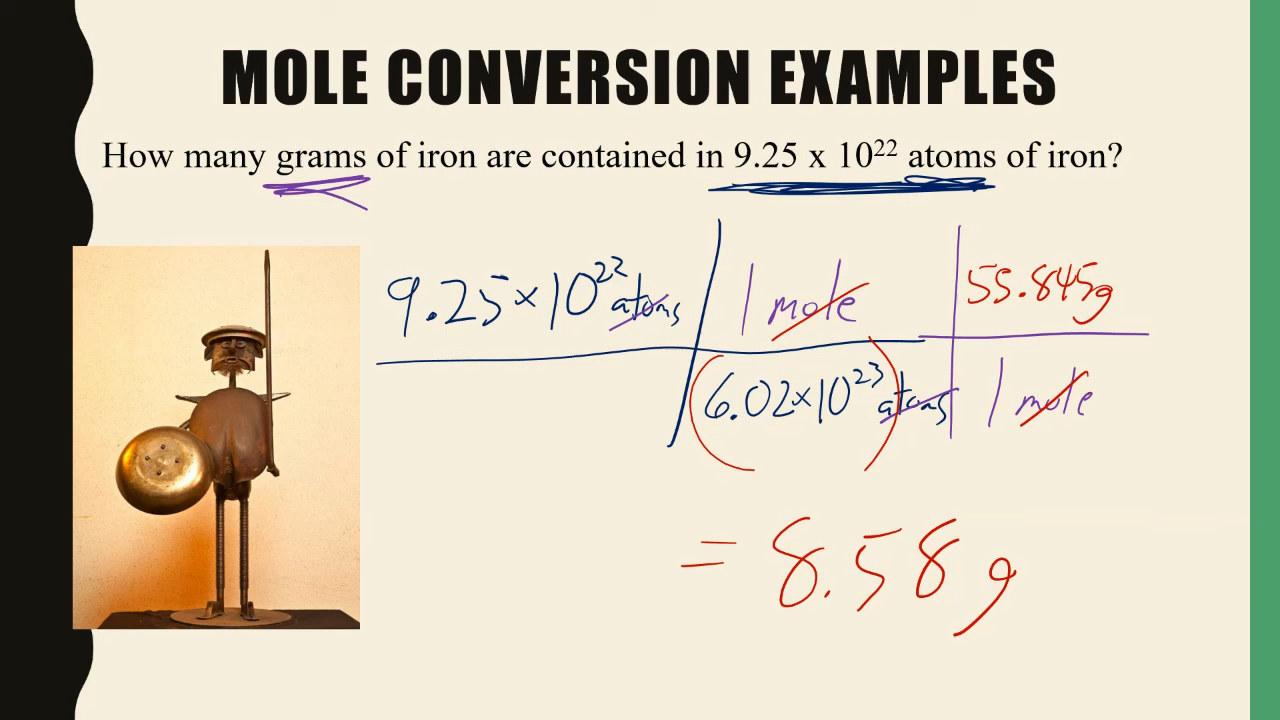 MOLE CONVERSION EXAMPLES
How many grams of iron are contained in 9.25 x 10²² atoms of iron?
9.25×10²² atoms | 1 mole | 55.845g
6.02×10²³ atoms | 1 mole
= 8.58 g